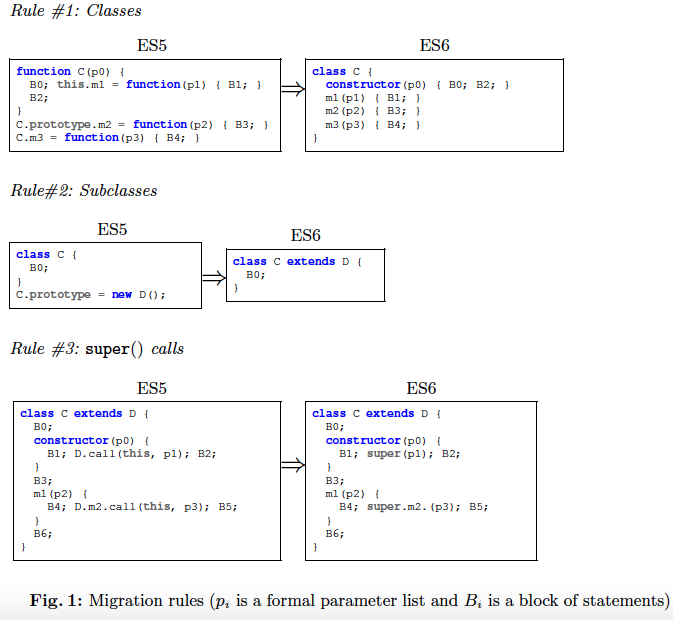 Rule #1: Classes
ES5
function C(p0) {
B0; this.m1 = function(p1) { B1; }
B2;
}
C.prototype.m2 = function(p2) { B3; }
C.m3 = function(p3) { B4; }
⇒
ES6
class C {
constructor(p0) { B0; B2; }
m1(p1) { B1; }
m2(p2) { B3; }
m3(p3) { B4; }
}
Rule#2: Subclasses
ES5
class C {
B0;
}
C.prototype = new D();
⇒
ES6
class C extends D {
B0;
}
Rule #3: super() calls
ES5
class C extends D {
B0;
constructor(p0) {
B1; D.call(this, p1); B2;
}
B3;
m1(p2) {
B4; D.m2.call(this, p3); B5;
}
B6;
}
⇒
ES6
class C extends D {
B0;
constructor(p0) {
B1; super(p1); B2;
}
B3;
m1(p2) {
B4; super.m2.(p3); B5;
}
B6;
}
Fig. 1: Migration rules (pi is a formal parameter list and Bi is a block of statements)